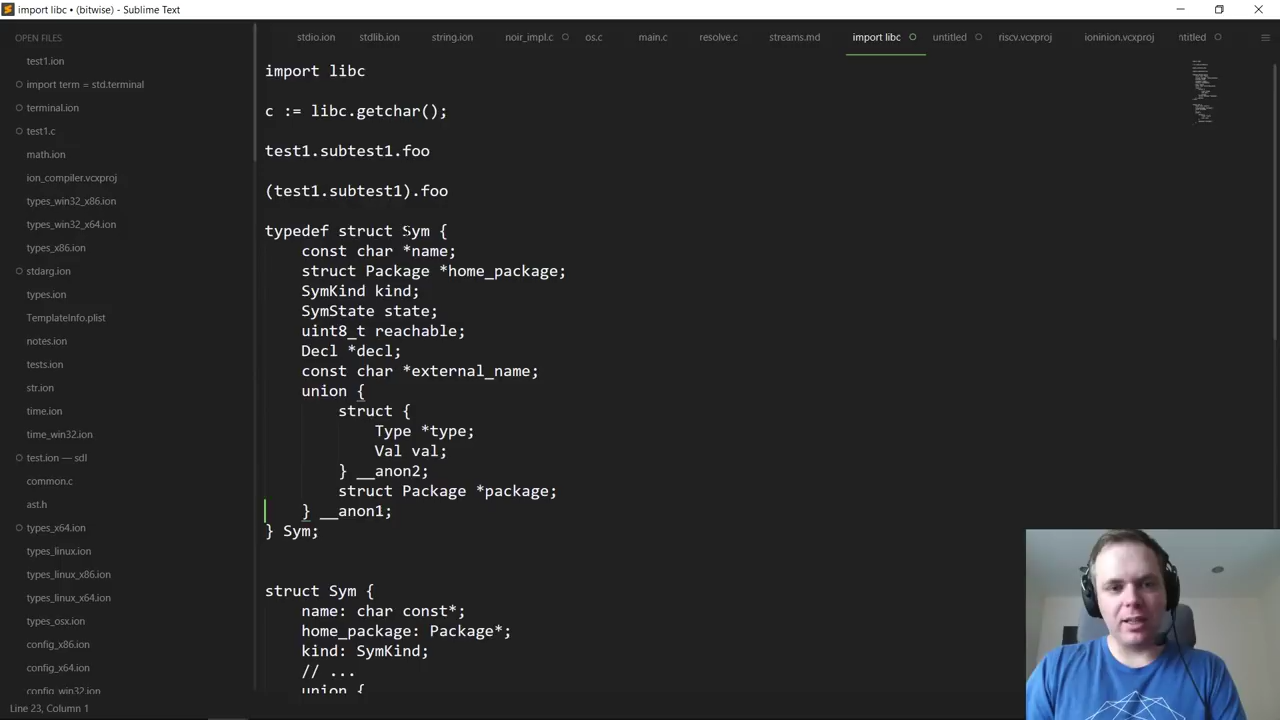 import libc • (bitwise) - Sublime Text
OPEN FILES
test1.ion
import term = std.terminal
terminal.ion
test1.c
math.ion
ion_compiler.vcxproj
types_win32_x86.ion
types_win32_x64.ion
types_x86.ion
stdarg.ion
types.ion
TemplateInfo.plist
notes.ion
tests.ion
str.ion
time.ion
time_win32.ion
test.ion — sdl
common.c
ast.h
types_x64.ion
types_linux.ion
types_linux_x86.ion
types_linux_x64.ion
types_osx.ion
config_x86.ion
config_x64.ion
config_win32.ion
stdio.ion stdlib.ion string.ion noir_impl.c os.c main.c resolve.c streams.md import libc untitled riscv.vcxproj ioninion.vcxproj ntitled
import libc
c := libc.getchar();
test1.subtest1.foo
(test1.subtest1).foo
typedef struct Sym {
const char *name;
struct Package *home_package;
SymKind kind;
SymState state;
uint8_t reachable;
Decl *decl;
const char *external_name;
union {
struct {
Type *type;
Val val;
} __anon2;
struct Package *package;
} __anon1;
} Sym;
struct Sym {
name: char const*;
home_package: Package*;
kind: SymKind;
// ...
union {
Line 23, Column 1